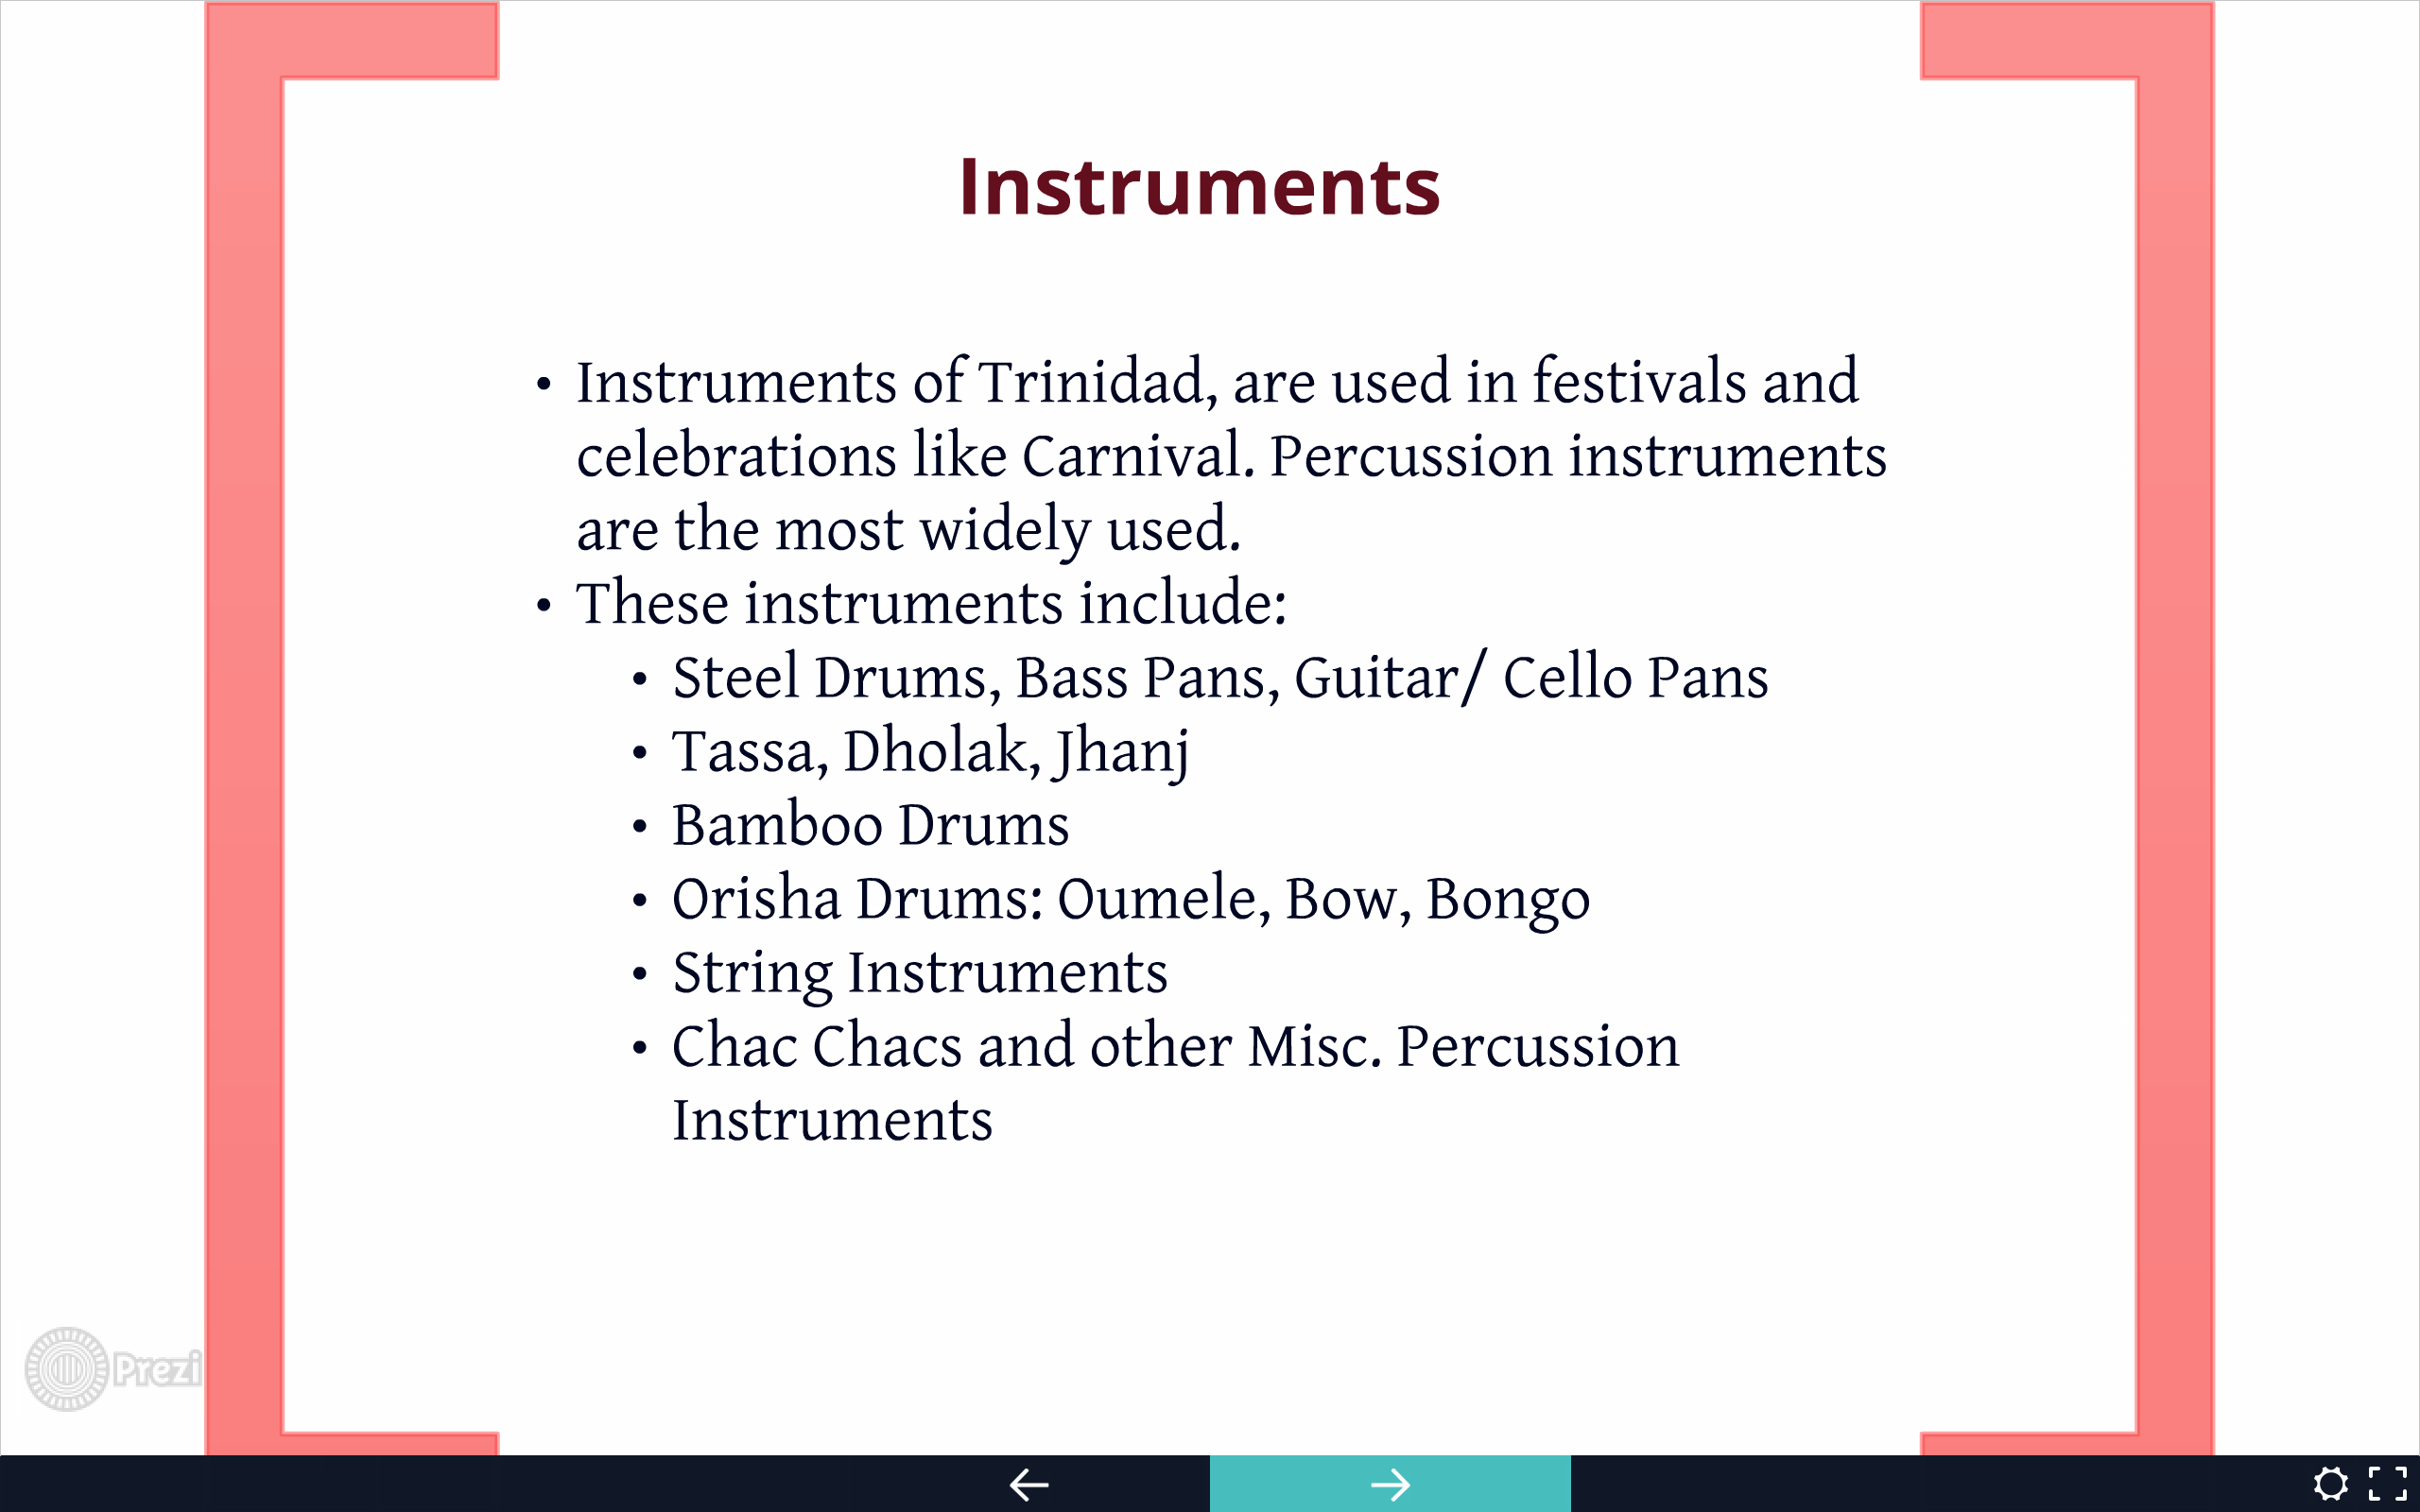 Instruments
• Instruments of Trinidad, are used in festivals and
celebrations like Carnival. Percussion instruments
are the most widely used.
• These instruments include:
• Steel Drums, Bass Pans, Guitar/ Cello Pans
• Tassa, Dholak, Jhanj
• Bamboo Drums
• Orisha Drums: Oumele, Bow, Bongo
• String Instruments
• Chac Chacs and other Misc. Percussion
Instruments
Prezi